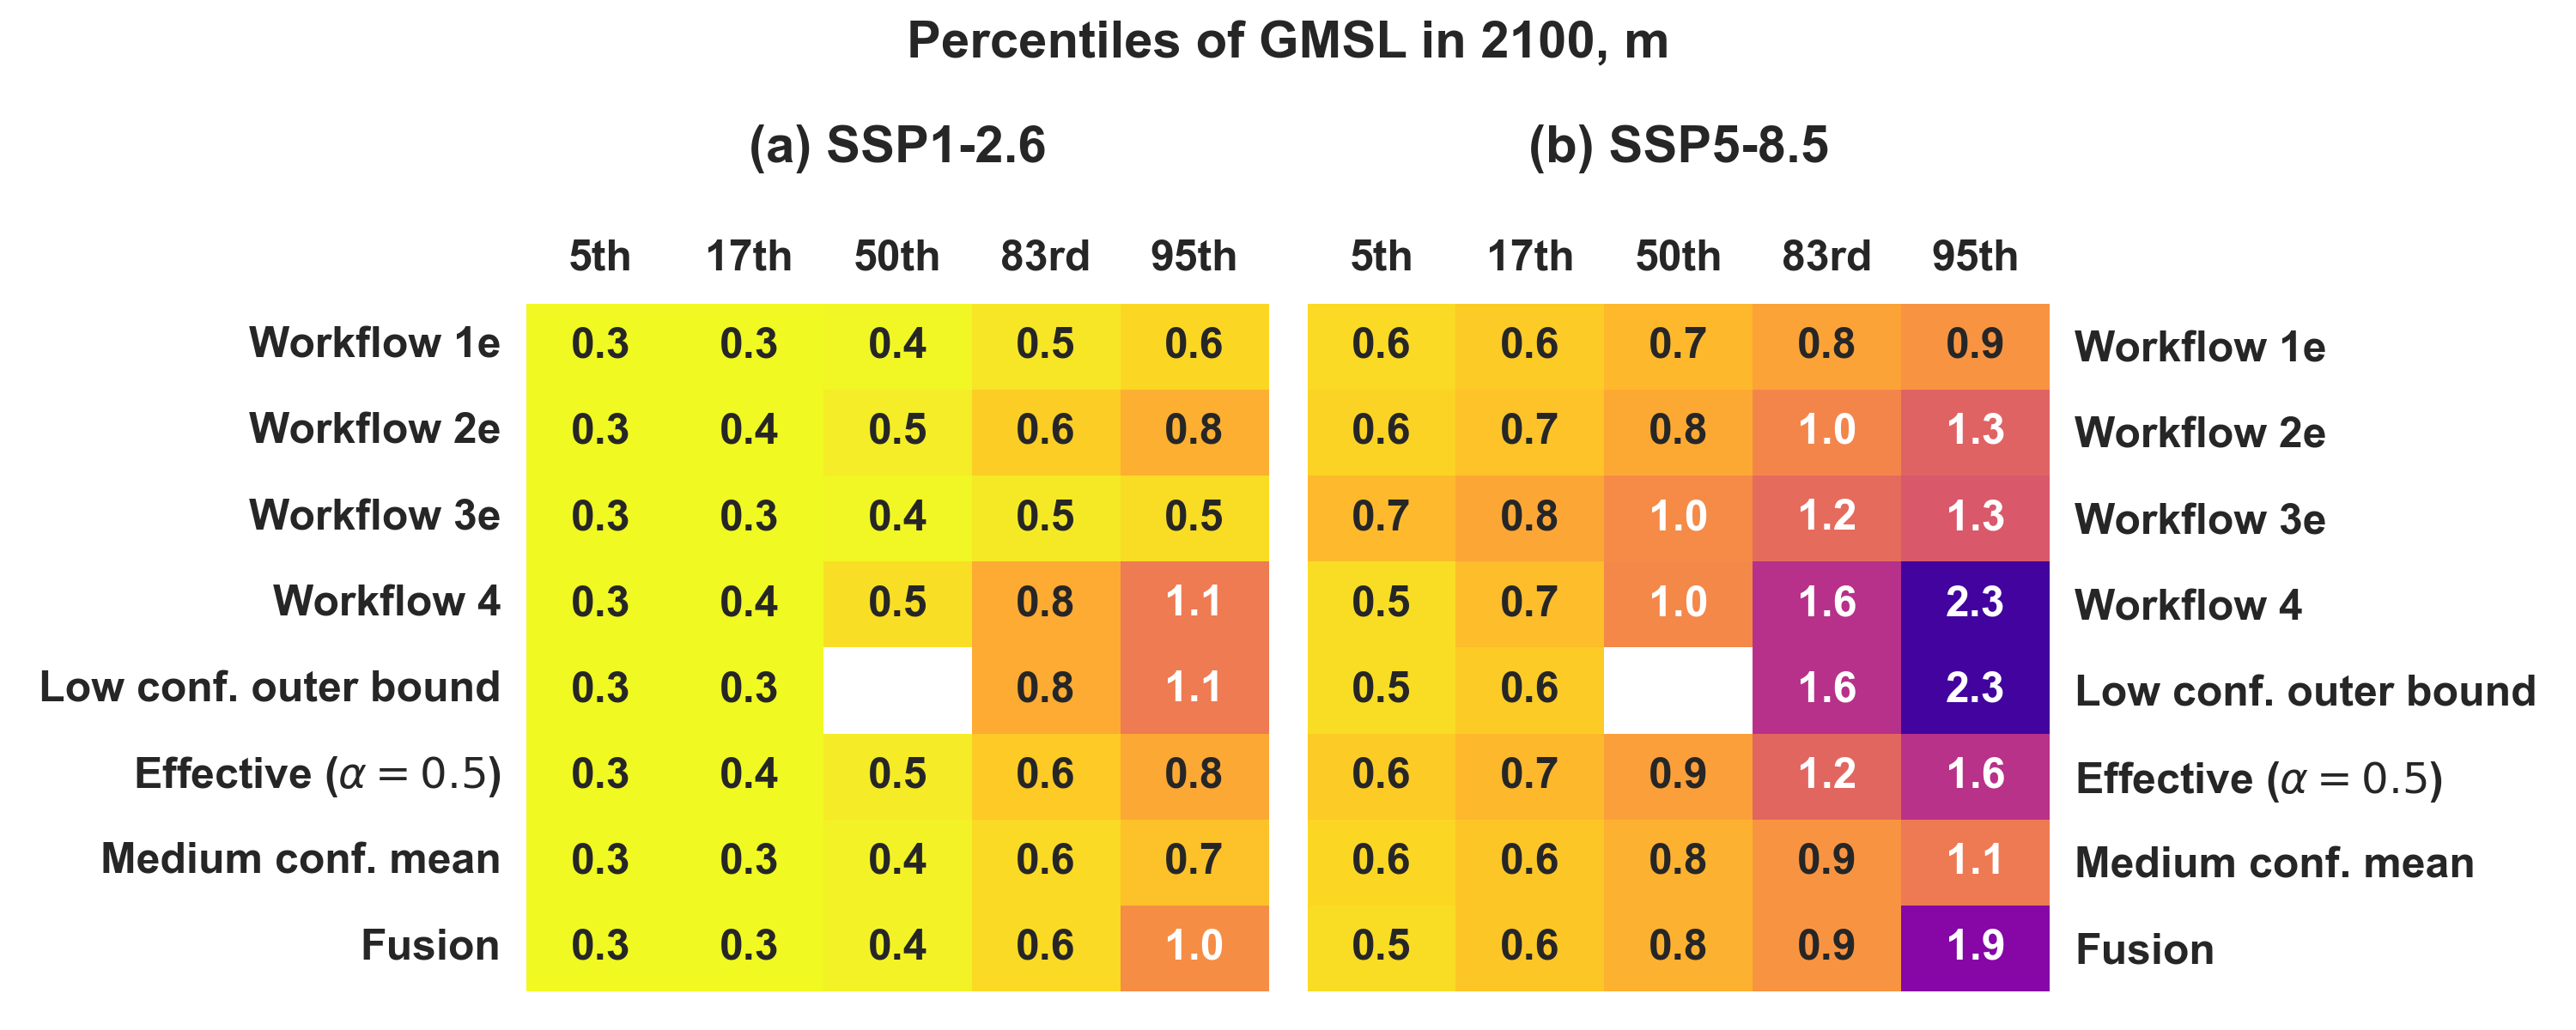 Percentiles of GMSL in 2100, m
(a) SSP1-2.6 (b) SSP5-8.5
5th 17th 50th 83rd 95th 5th 17th 50th 83rd 95th
Workflow 1e 0.3 0.3 0.4 0.5 0.6 0.6 0.6 0.7 0.8 0.9 Workflow 1e
Workflow 2e 0.3 0.4 0.5 0.6 0.8 0.6 0.7 0.8 1.0 1.3 Workflow 2e
Workflow 3e 0.3 0.3 0.4 0.5 0.5 0.7 0.8 1.0 1.2 1.3 Workflow 3e
Workflow 4 0.3 0.4 0.5 0.8 1.1 0.5 0.7 1.0 1.6 2.3 Workflow 4
Low conf. outer bound 0.3 0.3 0.8 1.1 0.5 0.6 1.6 2.3 Low conf. outer bound
Effective (α = 0.5) 0.3 0.4 0.5 0.6 0.8 0.6 0.7 0.9 1.2 1.6 Effective (α = 0.5)
Medium conf. mean 0.3 0.3 0.4 0.6 0.7 0.6 0.6 0.8 0.9 1.1 Medium conf. mean
Fusion 0.3 0.3 0.4 0.6 1.0 0.5 0.6 0.8 0.9 1.9 Fusion